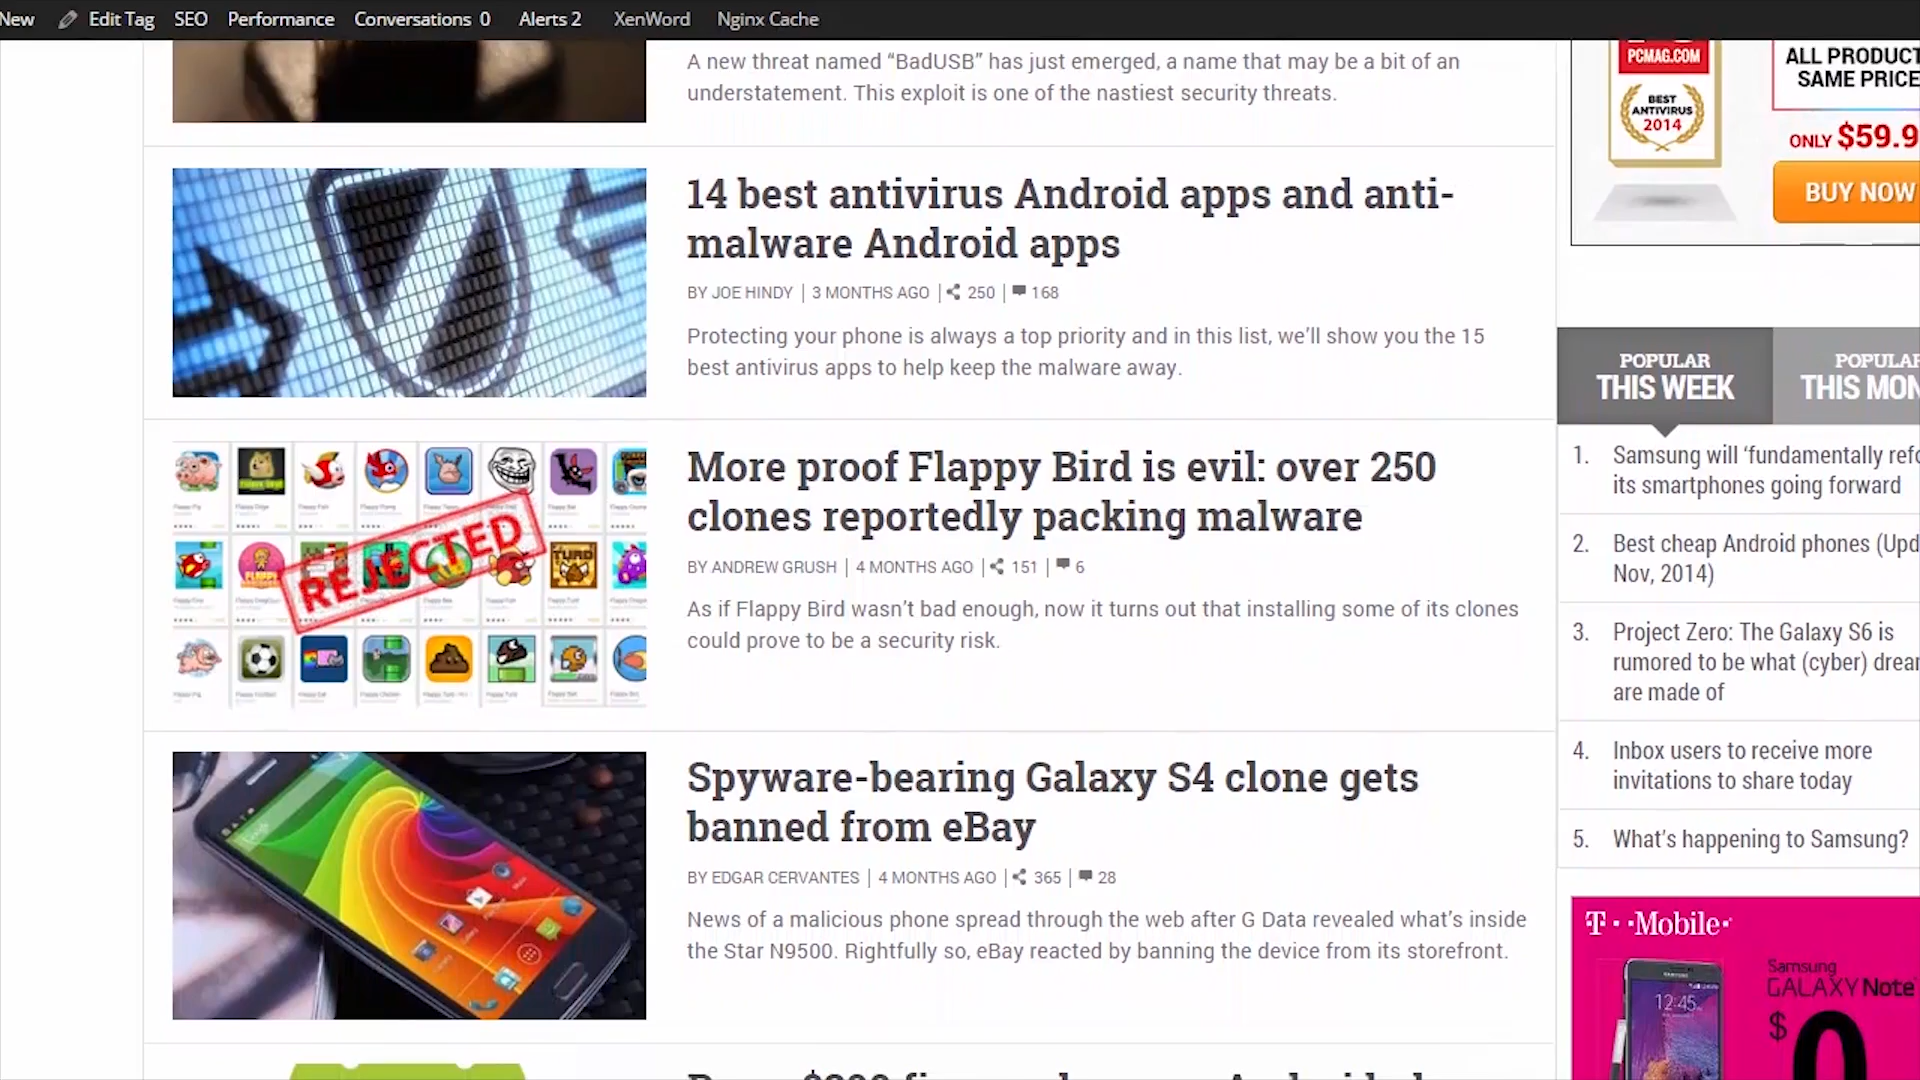 New Edit Tag SEO Performance Conversations 0 Alerts 2 XenWord Nginx Cache
A new threat named “BadUSB” has just emerged, a name that may be a bit of an
understatement. This exploit is one of the nastiest security threats.
14 best antivirus Android apps and anti-
malware Android apps
BY JOE HINDY | 3 MONTHS AGO | 250 | 168
Protecting your phone is always a top priority and in this list, we’ll show you the 15
best antivirus apps to help keep the malware away.
REJECTED
More proof Flappy Bird is evil: over 250
clones reportedly packing malware
BY ANDREW GRUSH | 4 MONTHS AGO | 151 | 6
As if Flappy Bird wasn’t bad enough, now it turns out that installing some of its clones
could prove to be a security risk.
Spyware-bearing Galaxy S4 clone gets
banned from eBay
BY EDGAR CERVANTES | 4 MONTHS AGO | 365 | 28
News of a malicious phone spread through the web after G Data revealed what’s inside
the Star N9500. Rightfully so, eBay reacted by banning the device from its storefront.
PCMAG.COM
BEST
ANTIVIRUS
2014
ALL PRODUCT
SAME PRICE
ONLY $59.9
BUY NOW
POPULAR
THIS WEEK
POPULAR
THIS MON
1. Samsung will ‘fundamentally refo
its smartphones going forward
2. Best cheap Android phones (Upd
Nov, 2014)
3. Project Zero: The Galaxy S6 is
rumored to be what (cyber) drea
are made of
4. Inbox users to receive more
invitations to share today
5. What’s happening to Samsung?
T-Mobile
Samsung
GALAXY Note
12:45
$0